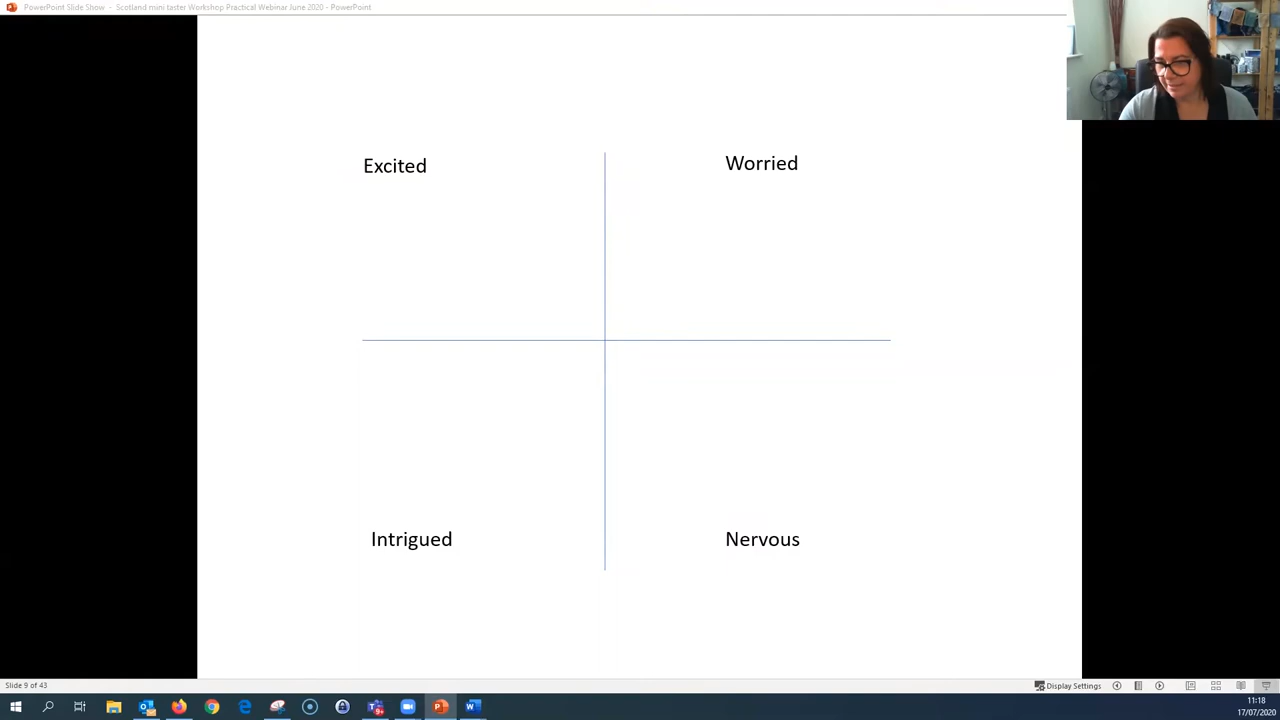 PowerPoint Slide Show - Scotland mini taster Workshop Practical Webinar June 2020 - PowerPoint
Excited
Worried
Intrigued
Nervous
Slide 9 of 43
Display Settings
11:18
17/07/2020